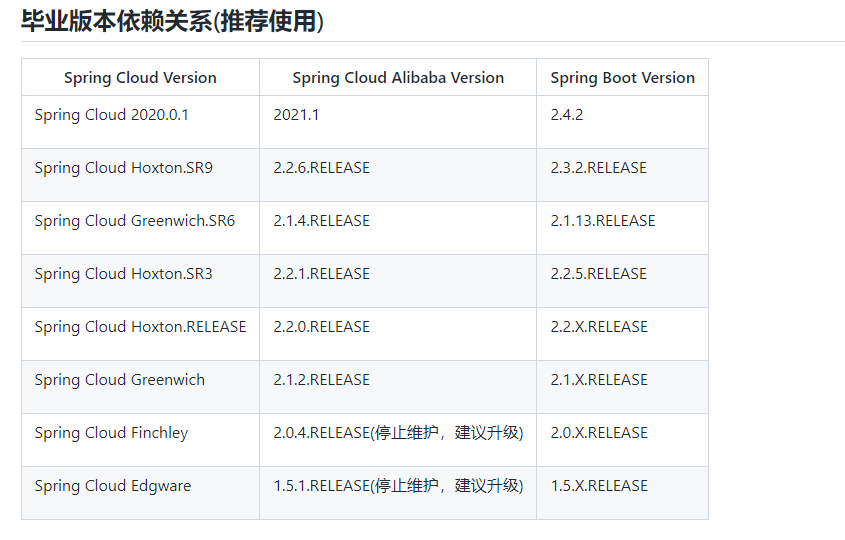 毕业版本依赖关系(推荐使用)
Spring Cloud Version Spring Cloud Alibaba Version Spring Boot Version
Spring Cloud 2020.0.1 2021.1 2.4.2
Spring Cloud Hoxton.SR9 2.2.6.RELEASE 2.3.2.RELEASE
Spring Cloud Greenwich.SR6 2.1.4.RELEASE 2.1.13.RELEASE
Spring Cloud Hoxton.SR3 2.2.1.RELEASE 2.2.5.RELEASE
Spring Cloud Hoxton.RELEASE 2.2.0.RELEASE 2.2.X.RELEASE
Spring Cloud Greenwich 2.1.2.RELEASE 2.1.X.RELEASE
Spring Cloud Finchley 2.0.4.RELEASE(停止维护，建议升级) 2.0.X.RELEASE
Spring Cloud Edgware 1.5.1.RELEASE(停止维护，建议升级) 1.5.X.RELEASE